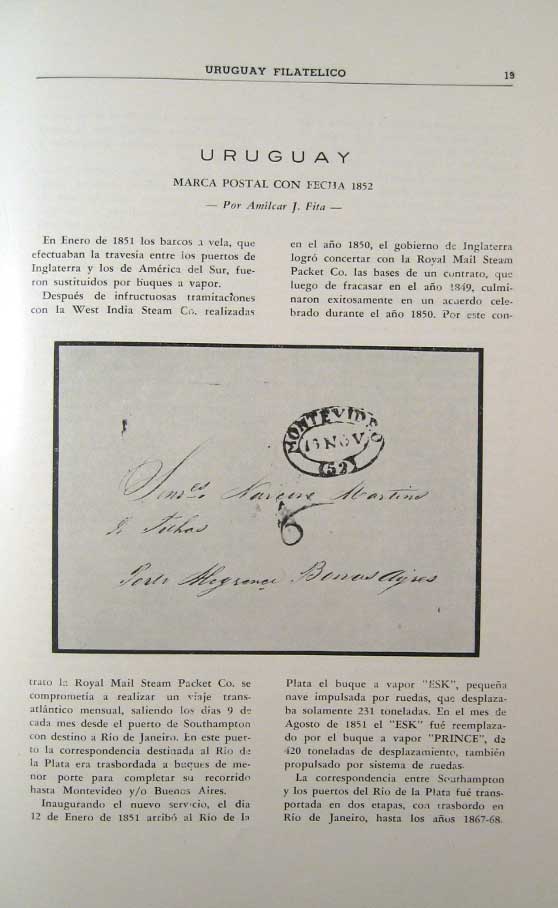 URUGUAY FILATELICO
19
URUGUAY
MARCA POSTAL CON FECHA 1852
— Por Amilcar J. Fita —
En Enero de 1851 los barcos a vela, que
efectuaban la travesía entre los puertos de
Inglaterra y los de América del Sur, fue-
ron sustituidos por buques a vapor.
Después de infructuosas tramitaciones
con la West India Steam Co. realizadas
en el año 1850, el gobierno de Inglaterra
logró concertar con la Royal Mail Steam
Packet Co. las bases de un contrato, que
luego de fracasar en el año 1849, culmi-
naron exitosamente en un acuerdo cele-
brado durante el año 1850. Por este con-
MONTEVIDEO
13 NOV
(52)
Narciso Martins
& Filhos
6
Porto Buenos Ayres
trato la Royal Mail Steam Packet Co. se
comprometía a realizar un viaje trans-
atlántico mensual, saliendo los días 9 de
cada mes desde el puerto de Southampton
con destino a Río de Janeiro. En este puer-
to la correspondencia destinada al Río de
la Plata era trasbordada a buques de me-
nor porte para completar su recorrido
hasta Montevideo y/o Buenos Aires.
Inaugurando el nuevo servicio, el día
12 de Enero de 1851 arribó al Río de la
Plata el buque a vapor "ESK", pequeña
nave impulsada por ruedas, que desplaza-
ba solamente 231 toneladas. En el mes de
Agosto de 1851 el "ESK" fué reemplaza-
do por el buque a vapor "PRINCE", de
420 toneladas de desplazamiento, también
propulsado por sistema de ruedas.
La correspondencia entre Southampton
y los puertos del Río de la Plata fué trans-
portada en dos etapas, con trasbordo en
Río de Janeiro, hasta los años 1867-68.